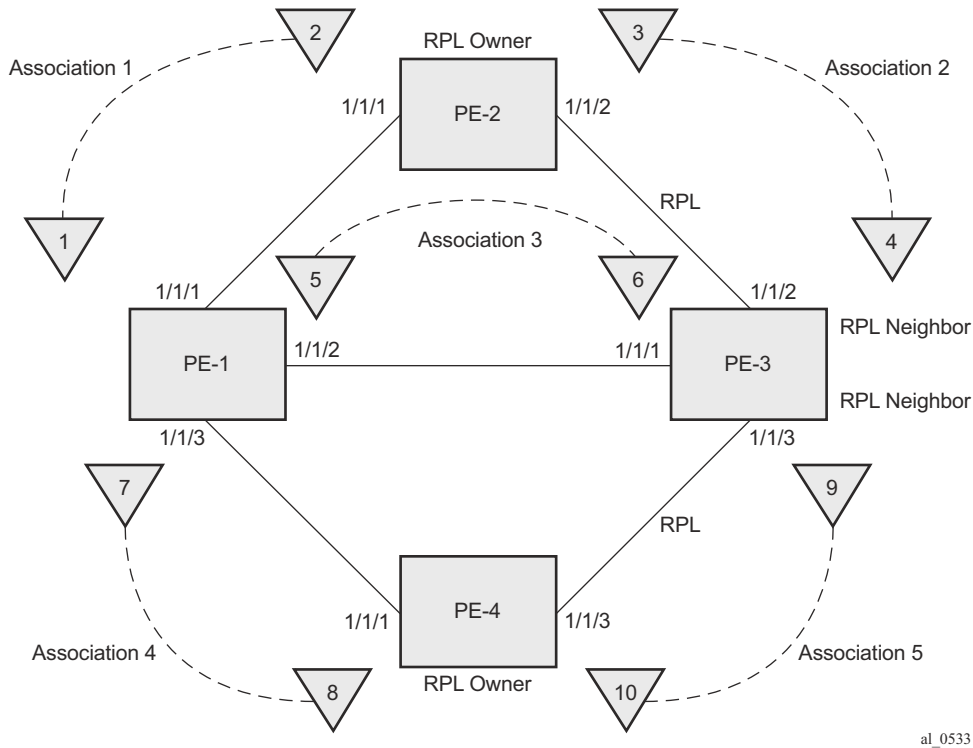 2
3
RPL Owner
Association 1
Association 2
1/1/1
PE-2
1/1/2
RPL
1
Association 3
4
5
6
1/1/1
1/1/2
RPL Neighbor
1/1/2
1/1/1
PE-1
PE-3
RPL Neighbor
1/1/3
1/1/3
7
9
RPL
PE-4
1/1/1
1/1/3
Association 4
Association 5
RPL Owner
8
10
al_0533